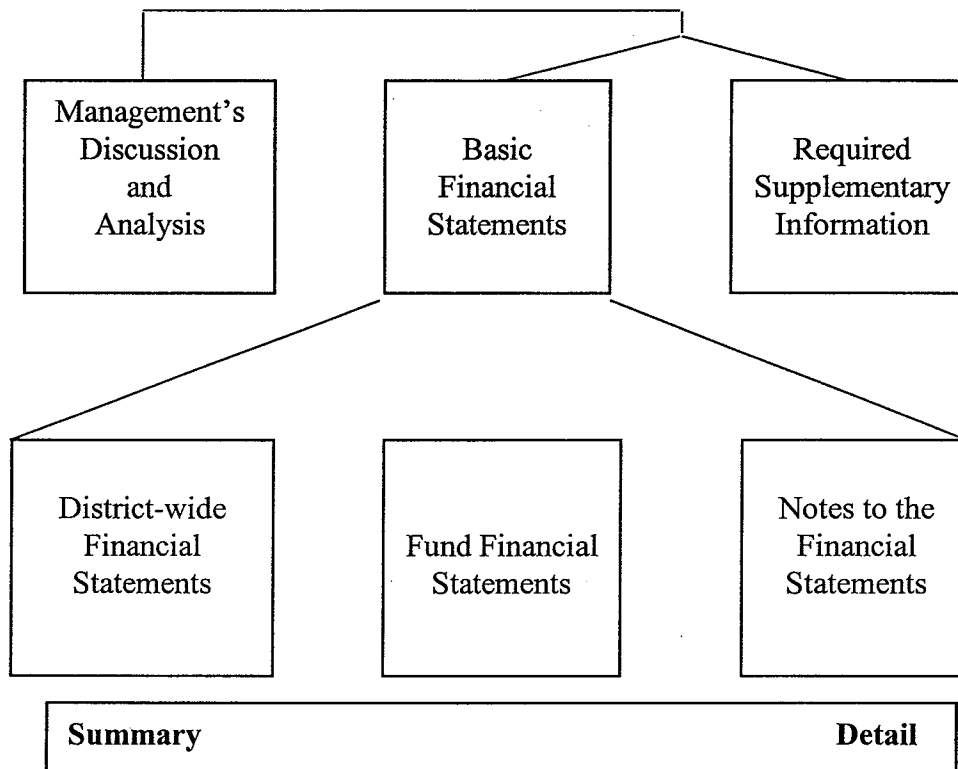 Management's
Discussion
and
Analysis
Basic
Financial
Statements
Required
Supplementary
Information
District-wide
Financial
Statements
Fund Financial
Statements
Notes to the
Financial
Statements
Summary Detail